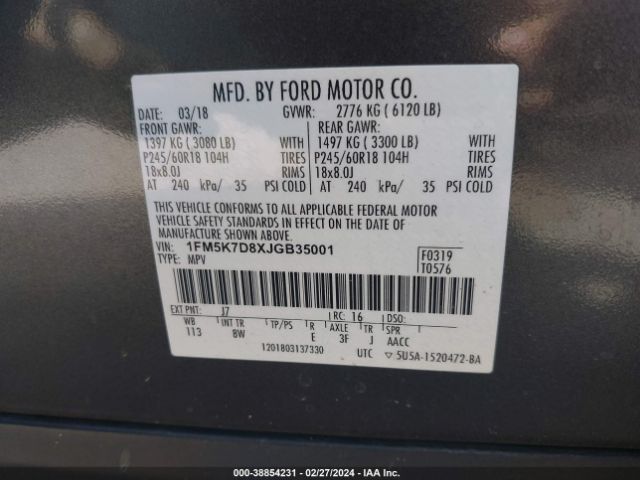 MFD. BY FORD MOTOR CO.
DATE: 03/18 GVWR: 2776 KG ( 6120 LB)
FRONT GAWR: REAR GAWR:
1397 KG ( 3080 LB) WITH 1497 KG ( 3300 LB) WITH
P245/60R18 104H TIRES P245/60R18 104H TIRES
18x8.0J RIMS 18x8.0J RIMS
AT 240 kPa/ 35 PSI COLD AT 240 kPa/ 35 PSI COLD
THIS VEHICLE CONFORMS TO ALL APPLICABLE FEDERAL MOTOR
VEHICLE SAFETY STANDARDS IN EFFECT ON THE DATE OF
MANUFACTURE SHOWN ABOVE.
VIN: 1FM5K7D8XJGB35001
TYPE: MPV
F0319
T0576
EXT PNT: J7 RC: 16 DSO:
WB INT TR TP/PS R AXLE TR SPR
113 8W E 3F J AACC
1201803137330 UTC ▽5U5A-1520472-BA
000-38854231 - 02/27/2024 - IAA Inc.